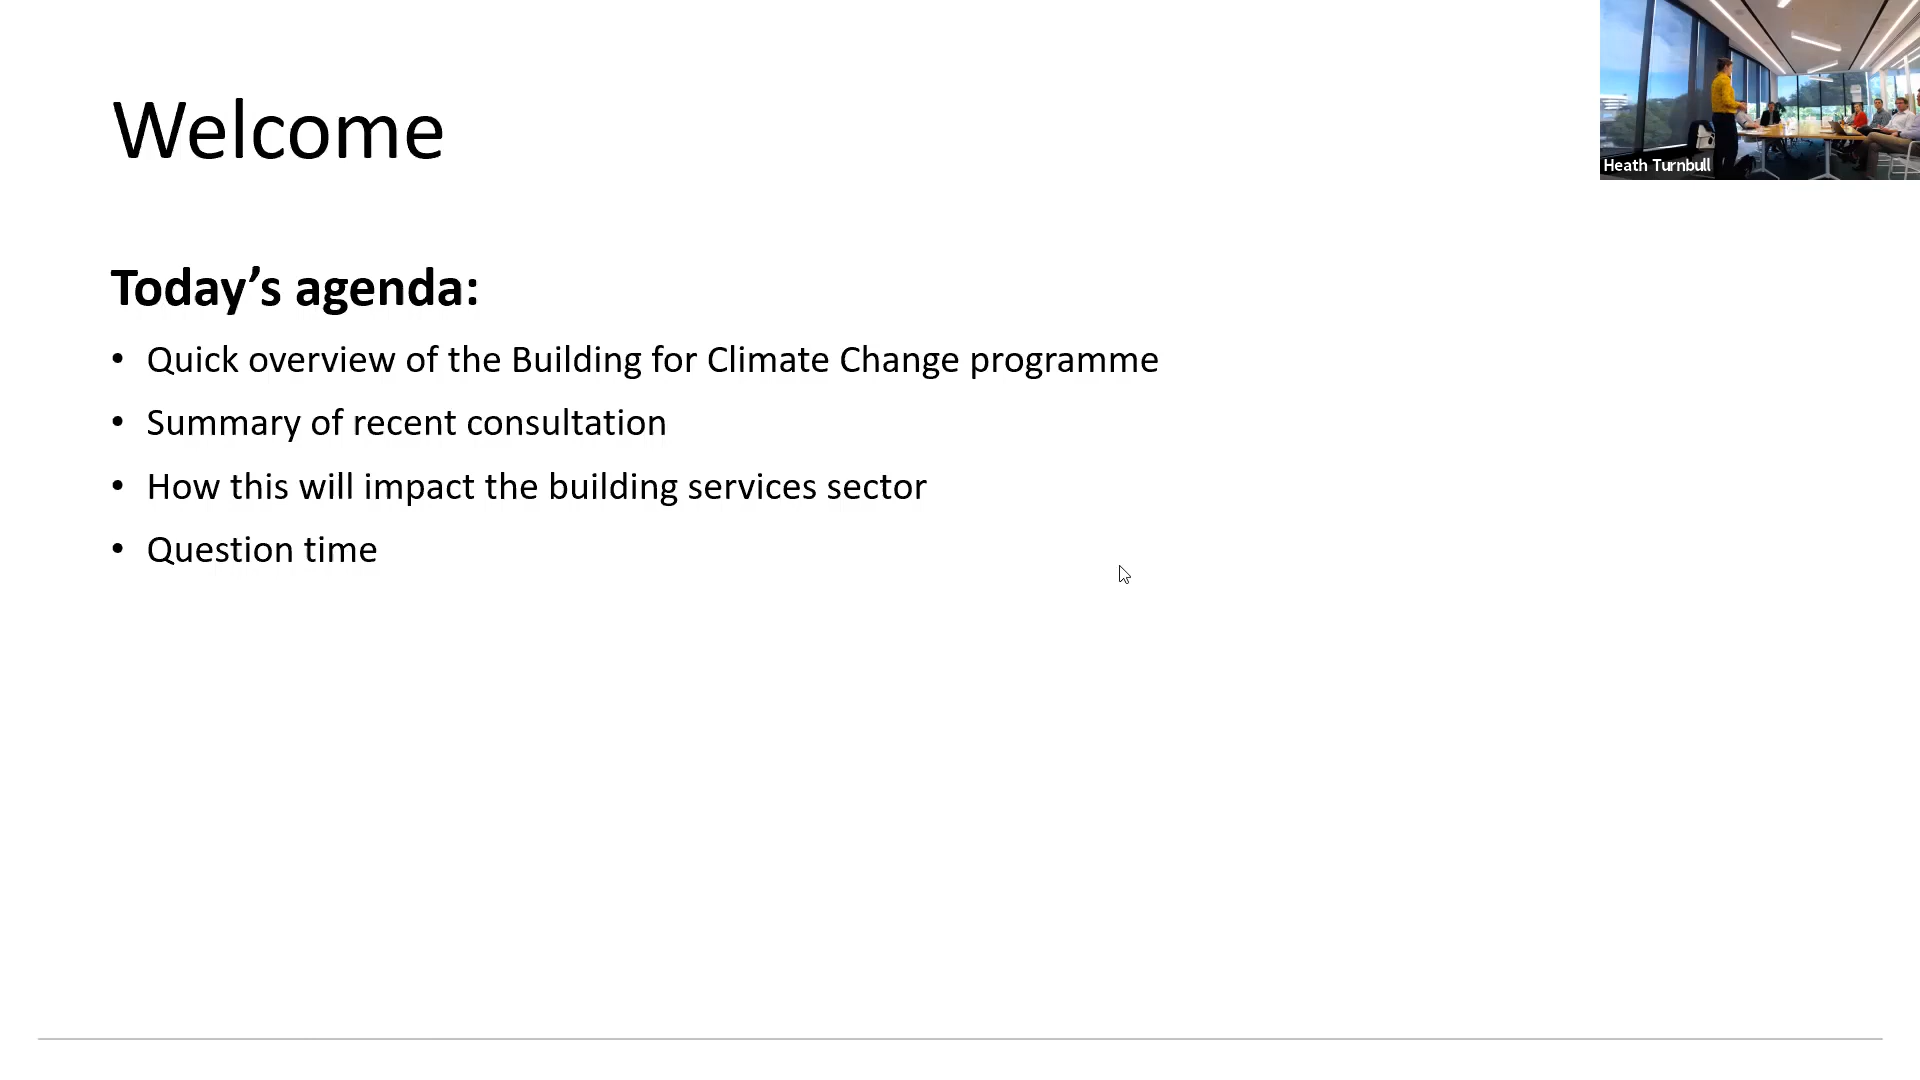 Welcome
Heath Turnbull
Today’s agenda:
• Quick overview of the Building for Climate Change programme
• Summary of recent consultation
• How this will impact the building services sector
• Question time